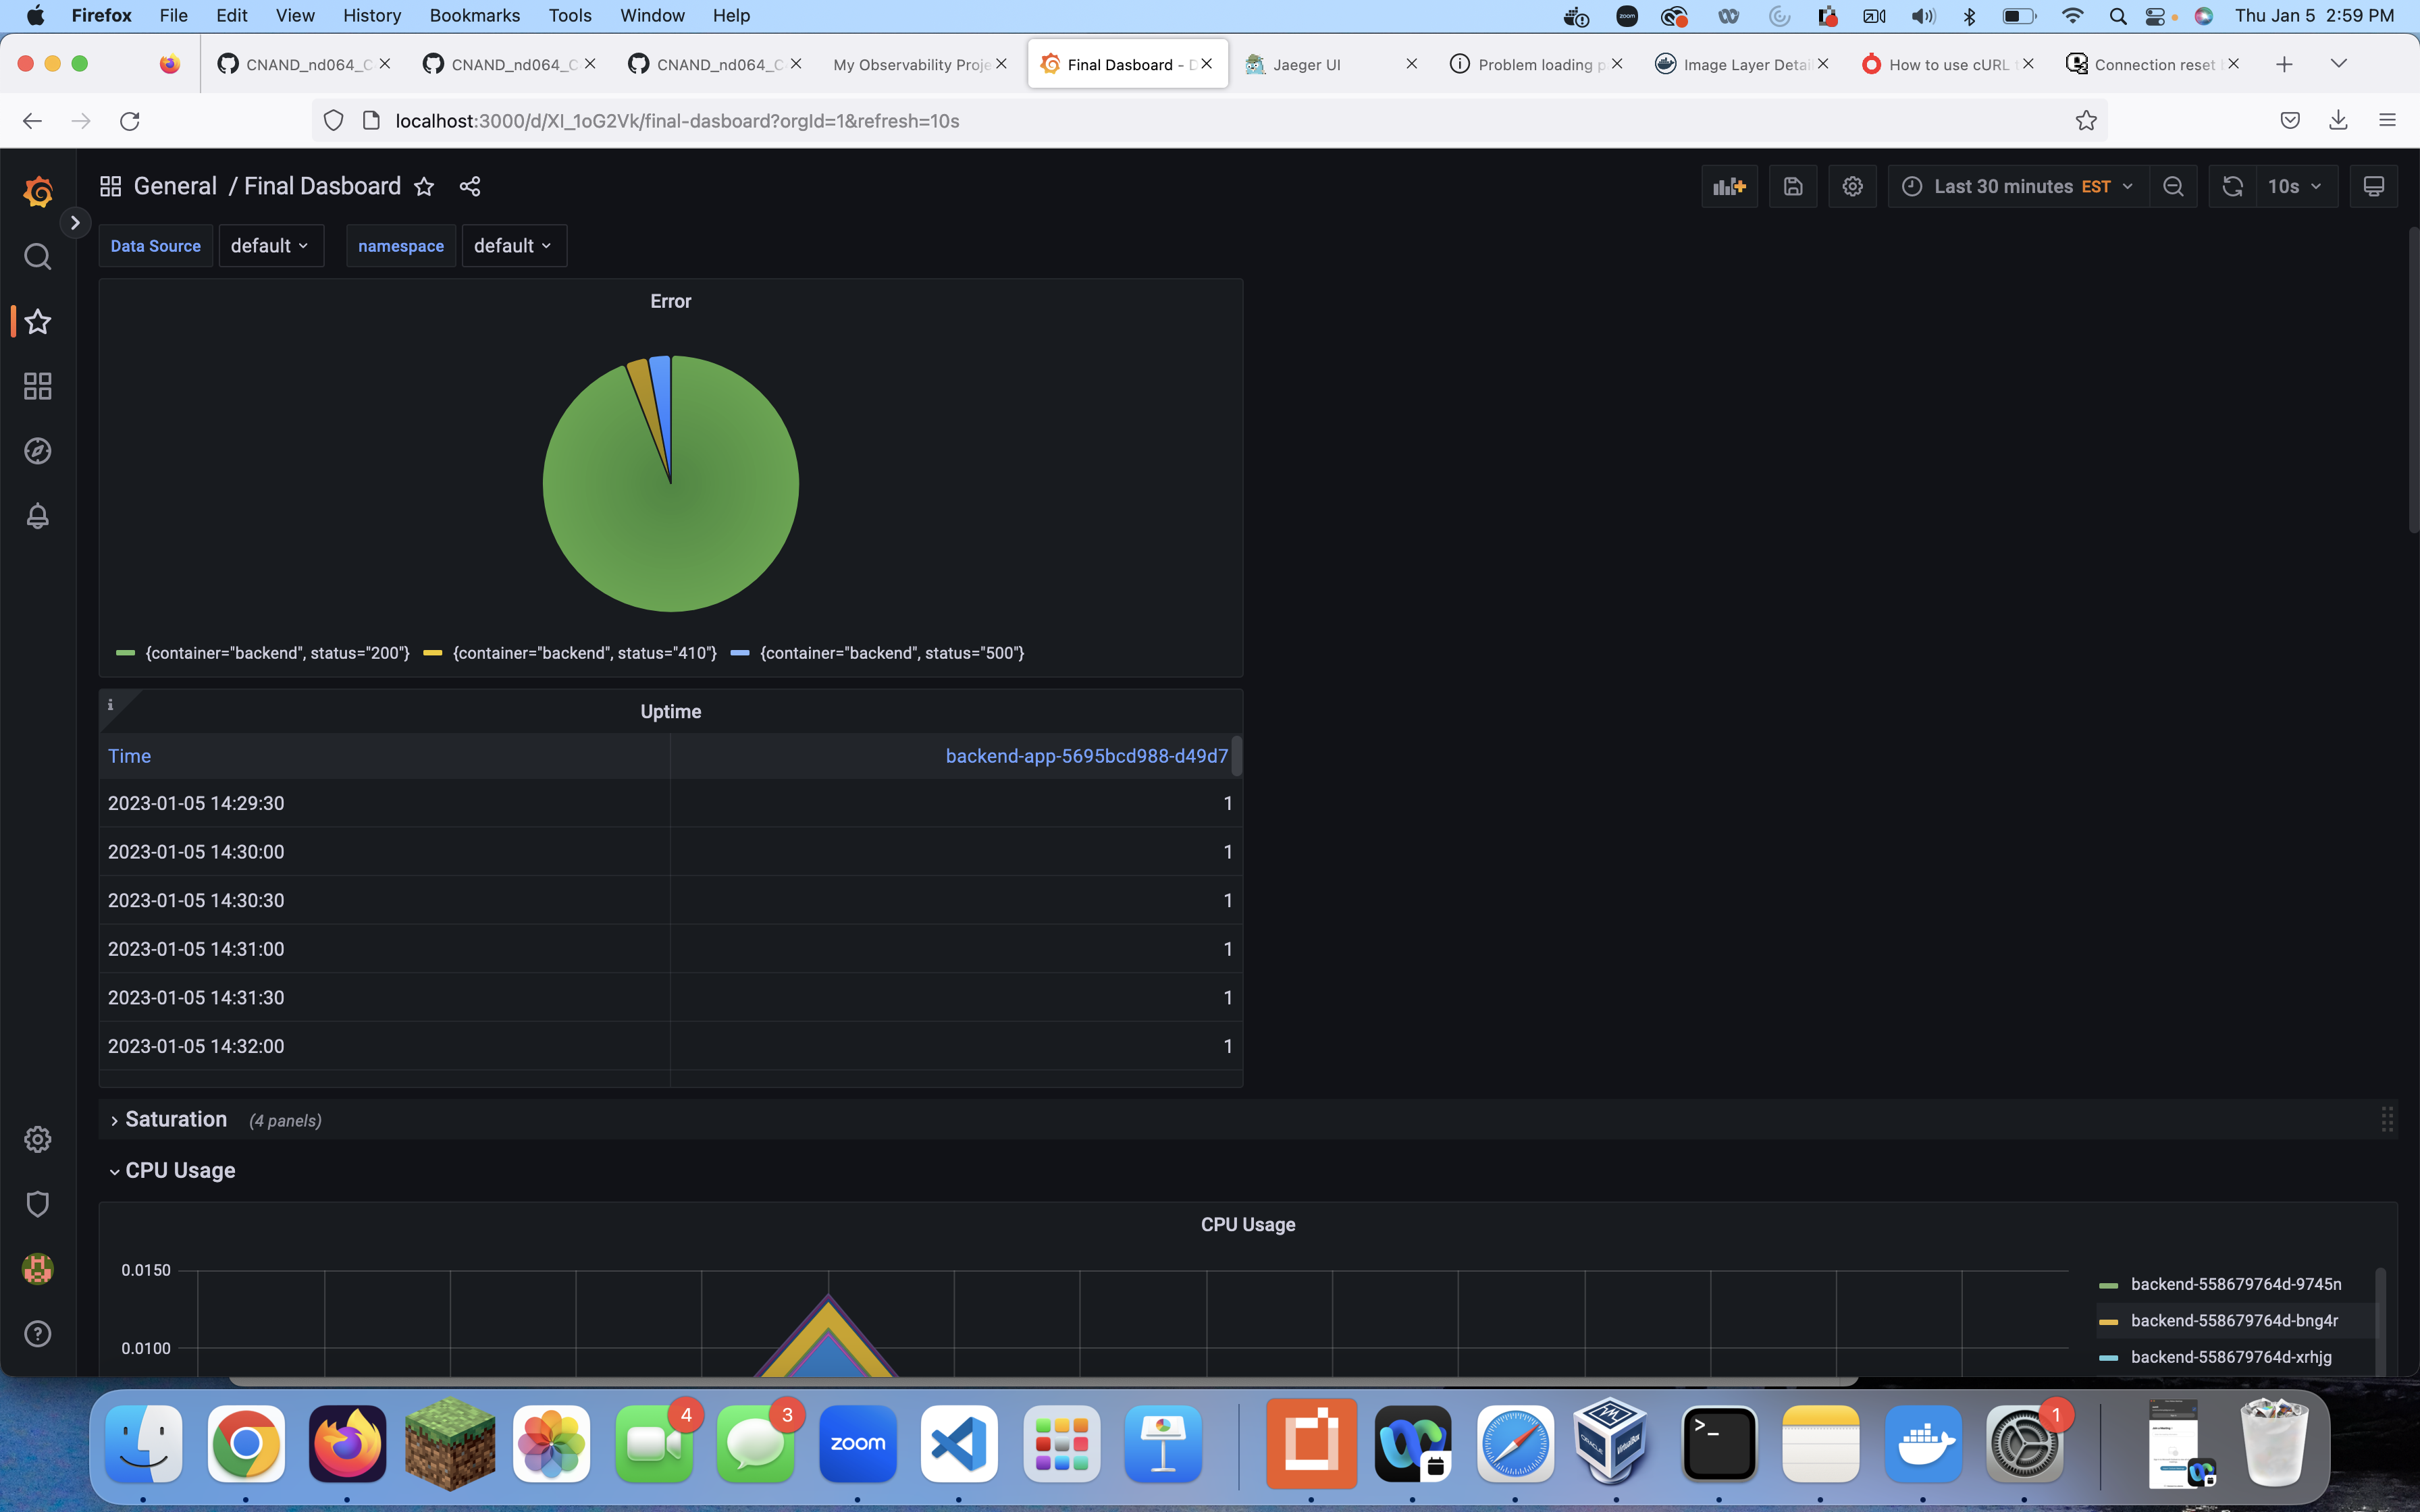 Firefox File Edit View History Bookmarks Tools Window Help zoom Thu Jan 5 2:59 PM
CNAND_nd064_C CNAND_nd064_C CNAND_nd064_C My Observability Proje Final Dasboard - D Jaeger UI Problem loading p Image Layer Detai How to use cURL Connection reset
localhost:3000/d/XI_1oG2Vk/final-dasboard?orgId=1&refresh=10s
General / Final Dasboard Last 30 minutes EST 10s
Data Source default namespace default
Error
{container="backend", status="200"} {container="backend", status="410"} {container="backend", status="500"}
i
Uptime
Time backend-app-5695bcd988-d49d7
2023-01-05 14:29:30 1
2023-01-05 14:30:00 1
2023-01-05 14:30:30 1
2023-01-05 14:31:00 1
2023-01-05 14:31:30 1
2023-01-05 14:32:00 1
Saturation (4 panels)
CPU Usage
CPU Usage
0.0150
0.0100
backend-558679764d-9745n
backend-558679764d-bng4r
backend-558679764d-xrhjg
4 3 1
zoom